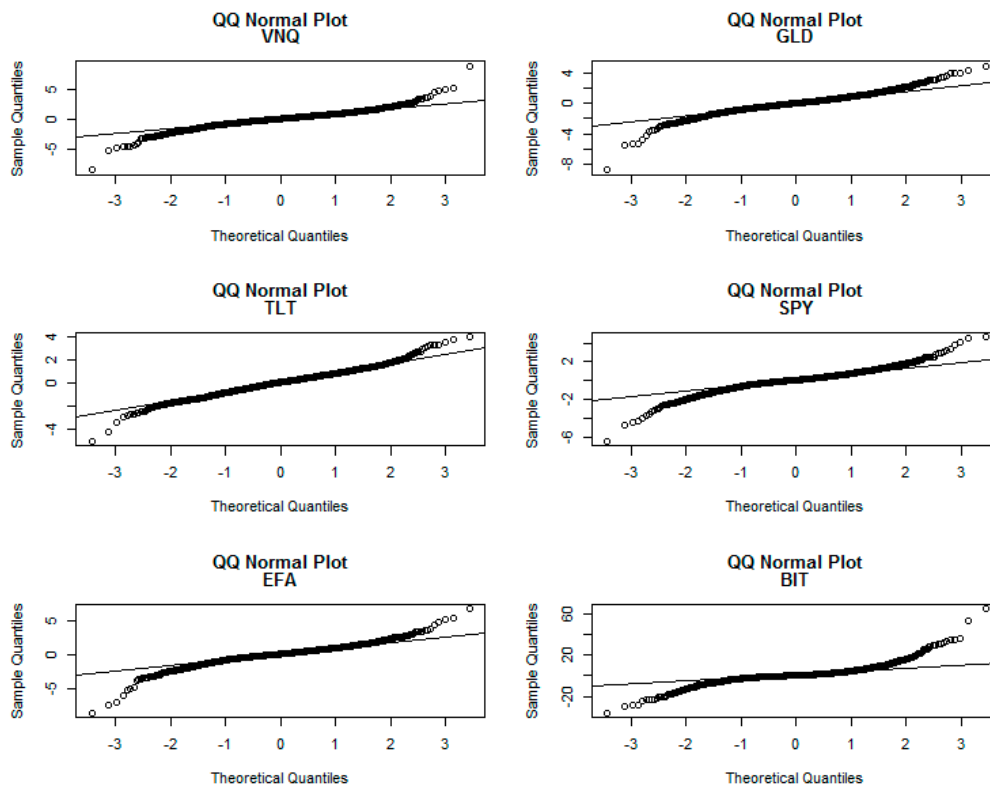 QQ Normal Plot
VNQ
Sample Quantiles
5
0
-5
-3 -2 -1 0 1 2 3
Theoretical Quantiles
QQ Normal Plot
GLD
Sample Quantiles
4
0
-4
-8
-3 -2 -1 0 1 2 3
Theoretical Quantiles
QQ Normal Plot
TLT
Sample Quantiles
4
2
0
-4
-3 -2 -1 0 1 2 3
Theoretical Quantiles
QQ Normal Plot
SPY
Sample Quantiles
2
-2
-6
-3 -2 -1 0 1 2 3
Theoretical Quantiles
QQ Normal Plot
EFA
Sample Quantiles
5
0
-5
-3 -2 -1 0 1 2 3
Theoretical Quantiles
QQ Normal Plot
BIT
Sample Quantiles
60
20
-20
-3 -2 -1 0 1 2 3
Theoretical Quantiles